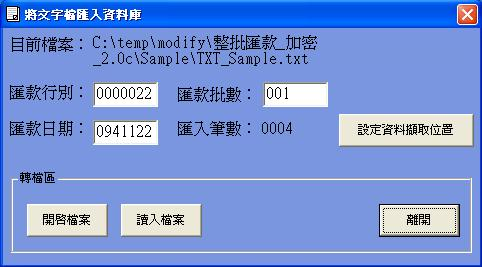 將文字檔匯入資料庫
目前檔案： C:\temp\modify\整批匯款_加密
_2.0c\Sample\TXT_Sample.txt
匯款行別： 0000022 匯款批數： 001
匯款日期： 0941122 匯入筆數： 0004 設定資料擷取位置
轉檔區
開啓檔案 讀入檔案 離開